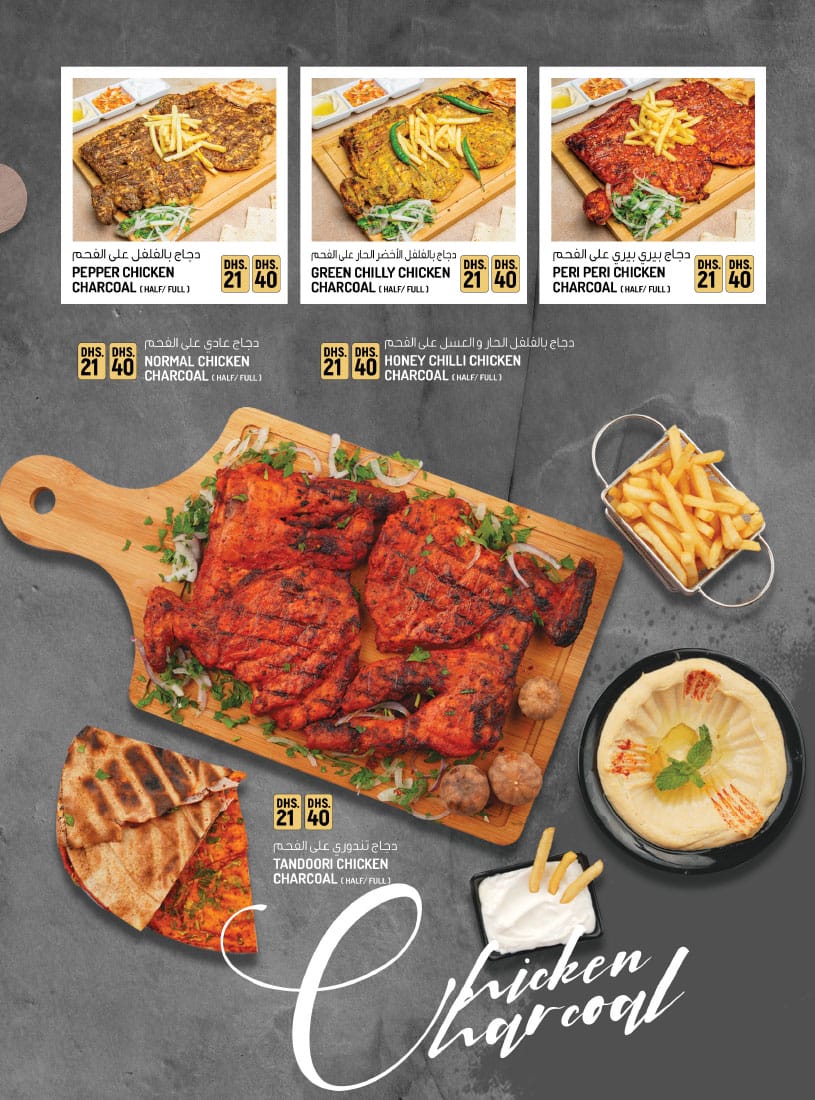 دجاج بالفلفل على الفحم
PEPPER CHICKEN
CHARCOAL (HALF/ FULL)
DHS.
21
DHS.
40
دجاج بالفلفل الأخضر الحار على الفحم
GREEN CHILLY CHICKEN
CHARCOAL (HALF/ FULL)
DHS.
21
DHS.
40
دجاج بيري بيري على الفحم
PERI PERI CHICKEN
CHARCOAL (HALF/ FULL)
DHS.
21
DHS.
40
DHS.
21
DHS.
40
دجاج عادي على الفحم
NORMAL CHICKEN
CHARCOAL (HALF/ FULL)
DHS.
21
DHS.
40
دجاج بالفلفل الحار و العسل على الفحم
HONEY CHILLI CHICKEN
CHARCOAL (HALF/ FULL)
DHS.
21
DHS.
40
دجاج تندوري على الفحم
TANDOORI CHICKEN
CHARCOAL (HALF/ FULL)
Chicken
Charcoal